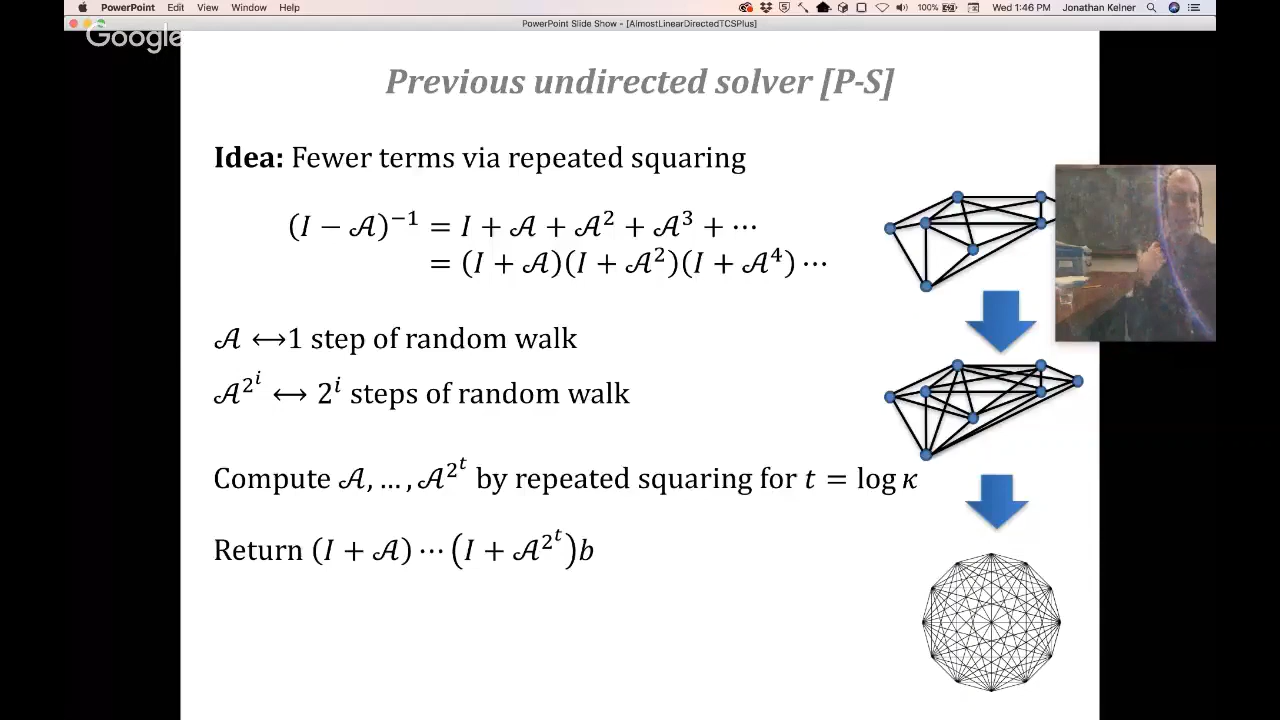 PowerPoint File Edit View Window Help 100% Wed 1:46 PM Jonathan Kelner
PowerPoint Slide Show - [AlmostLinearDirectedTCSPlus]
Google
Previous undirected solver [P-S]
Idea: Fewer terms via repeated squaring
(I − 𝒜)⁻¹ = I + 𝒜 + 𝒜² + 𝒜³ + ⋯
= (I + 𝒜)(I + 𝒜²)(I + 𝒜⁴) ⋯
𝒜 ↔1 step of random walk
𝒜^{2^i} ↔ 2^i steps of random walk
Compute 𝒜, … , 𝒜^{2^t} by repeated squaring for t = log κ
Return (I + 𝒜) ⋯ (I + 𝒜^{2^t})b